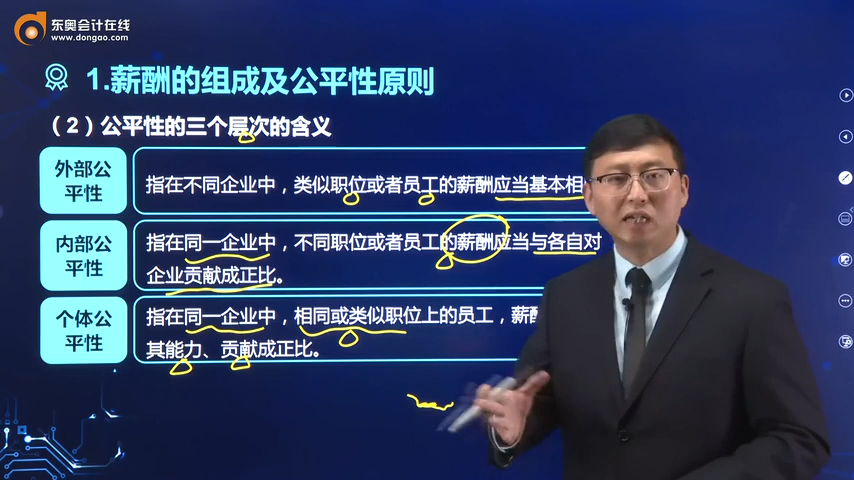 东奥会计在线
www.dongao.com
1.薪酬的组成及公平性原则
（2）公平性的三个层次的含义
外部公
平性
指在不同企业中，类似职位或者员工的薪酬应当基本相
内部公
平性
指在同一企业中，不同职位或者员工的薪酬应当与各自对
企业贡献成正比。
个体公
平性
指在同一企业中，相同或类似职位上的员工，薪酬
其能力、贡献成正比。